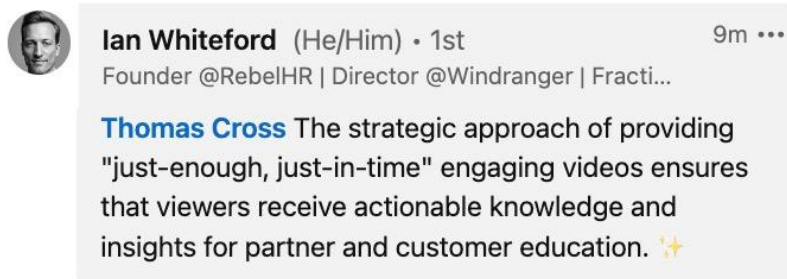 Ian Whiteford (He/Him) • 1st 9m •••
Founder @RebelHR | Director @Windranger | Fracti...
Thomas Cross The strategic approach of providing
"just-enough, just-in-time" engaging videos ensures
that viewers receive actionable knowledge and
insights for partner and customer education. ✨